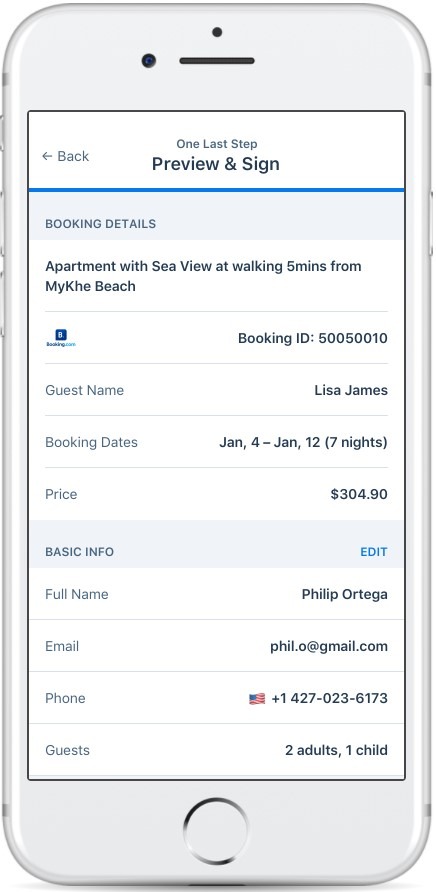 One Last Step
← Back
Preview & Sign
BOOKING DETAILS
Apartment with Sea View at walking 5mins from
MyKhe Beach
B.
Booking.com
Booking ID: 50050010
Guest Name
Lisa James
Booking Dates
Jan, 4 – Jan, 12 (7 nights)
Price
$304.90
BASIC INFO
EDIT
Full Name
Philip Ortega
Email
phil.o@gmail.com
Phone
+1 427-023-6173
Guests
2 adults, 1 child